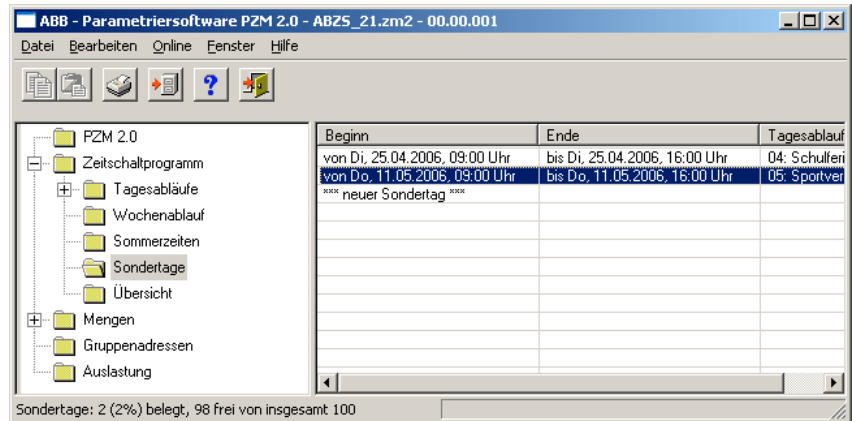 ABB - Parametriersoftware PZM 2.0 - ABZS_21.zm2 - 00.00.001
Datei Bearbeiten Online Fenster Hilfe
PZM 2.0
Zeitschaltprogramm
Tagesabläufe
Wochenablauf
Sommerzeiten
Sondertage
Übersicht
Mengen
Gruppenadressen
Auslastung
Beginn Ende Tagesablauf
von Di, 25.04.2006, 09:00 Uhr bis Di, 25.04.2006, 16:00 Uhr 04: Schulferi
von Do, 11.05.2006, 09:00 Uhr bis Do, 11.05.2006, 16:00 Uhr 05: Sportver
*** neuer Sondertag ***
Sondertage: 2 (2%) belegt, 98 frei von insgesamt 100